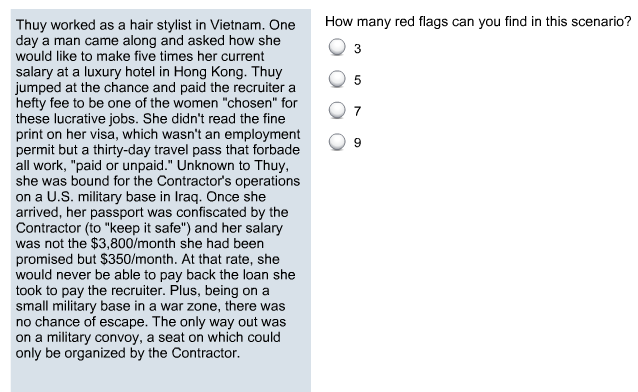 Thuy worked as a hair stylist in Vietnam. One
day a man came along and asked how she
would like to make five times her current
salary at a luxury hotel in Hong Kong. Thuy
jumped at the chance and paid the recruiter a
hefty fee to be one of the women "chosen" for
these lucrative jobs. She didn't read the fine
print on her visa, which wasn't an employment
permit but a thirty-day travel pass that forbade
all work, "paid or unpaid." Unknown to Thuy,
she was bound for the Contractor's operations
on a U.S. military base in Iraq. Once she
arrived, her passport was confiscated by the
Contractor (to "keep it safe") and her salary
was not the $3,800/month she had been
promised but $350/month. At that rate, she
would never be able to pay back the loan she
took to pay the recruiter. Plus, being on a
small military base in a war zone, there was
no chance of escape. The only way out was
on a military convoy, a seat on which could
only be organized by the Contractor.
How many red flags can you find in this scenario?
3
5
7
9